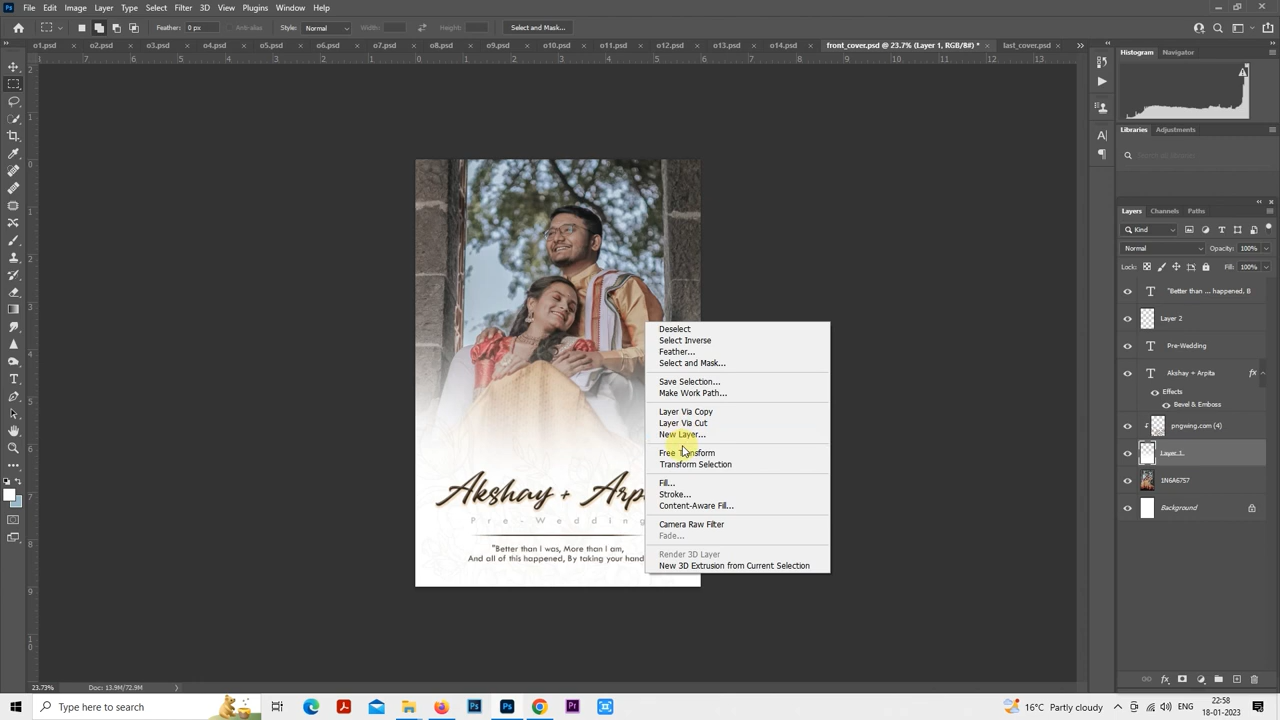 Ps File Edit Image Layer Type Select Filter 3D View Plugins Window Help
Feather: 0 px Anti-alias Style: Normal Width: Height: Select and Mask...
o1.psd × o2.psd × o3.psd × o4.psd × o5.psd × o6.psd × o7.psd × o8.psd × o9.psd × o10.psd × o11.psd × o12.psd × o13.psd × o14.psd × front_cover.psd @ 23.7% (Layer 1, RGB/8#) * × last_cover.psd ×
Histogram Navigator
Libraries Adjustments
Layers Channels Paths
Kind
Normal Opacity: 100%
Lock: Fill: 100%
"Better than ... happened, B
Layer 2
Pre-Wedding
Akshay + Arpita fx
Effects
Bevel & Emboss
pngwing.com (4)
Layer 1
1N6A6757
Background
Deselect
Select Inverse
Feather...
Select and Mask...
Save Selection...
Make Work Path...
Layer Via Copy
Layer Via Cut
New Layer...
Free Transform
Transform Selection
Fill...
Stroke...
Content-Aware Fill...
Camera Raw Filter
Fade...
Render 3D Layer
New 3D Extrusion from Current Selection
Akshay + Arp
Pre-Wedding
"Better than I was, More than I am,
And all of this happened, By taking your hand
23.73% Doc: 13.9M/72.9M
Type here to search
16°C Partly cloudy ENG 22:58
18-01-2023